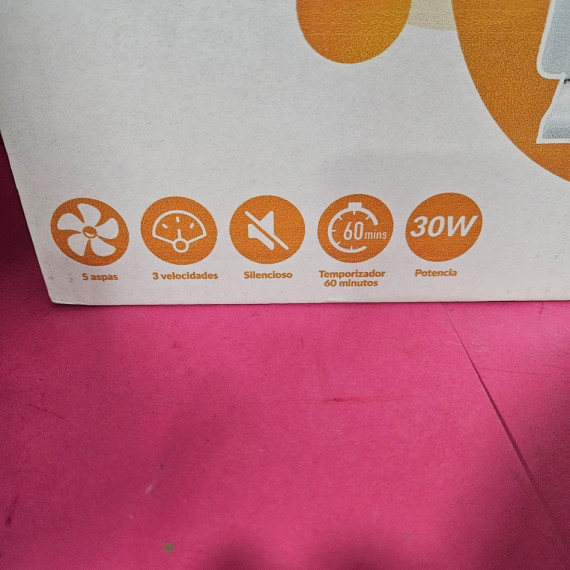 60mins
30W
5 aspas
3 velocidades
Silencioso
Temporizador
60 minutos
Potencia